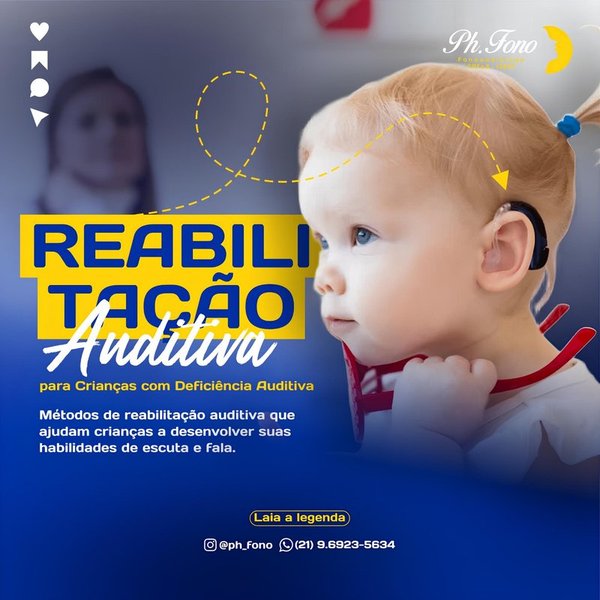 Ph.Fono
REABILI
TAÇÃO
Auditiva
para Crianças com Deficiência Auditiva
Métodos de reabilitação auditiva que
ajudam crianças a desenvolver suas
habilidades de escuta e fala.
Laia a legenda
@ph_fono (21) 9.6923-5634